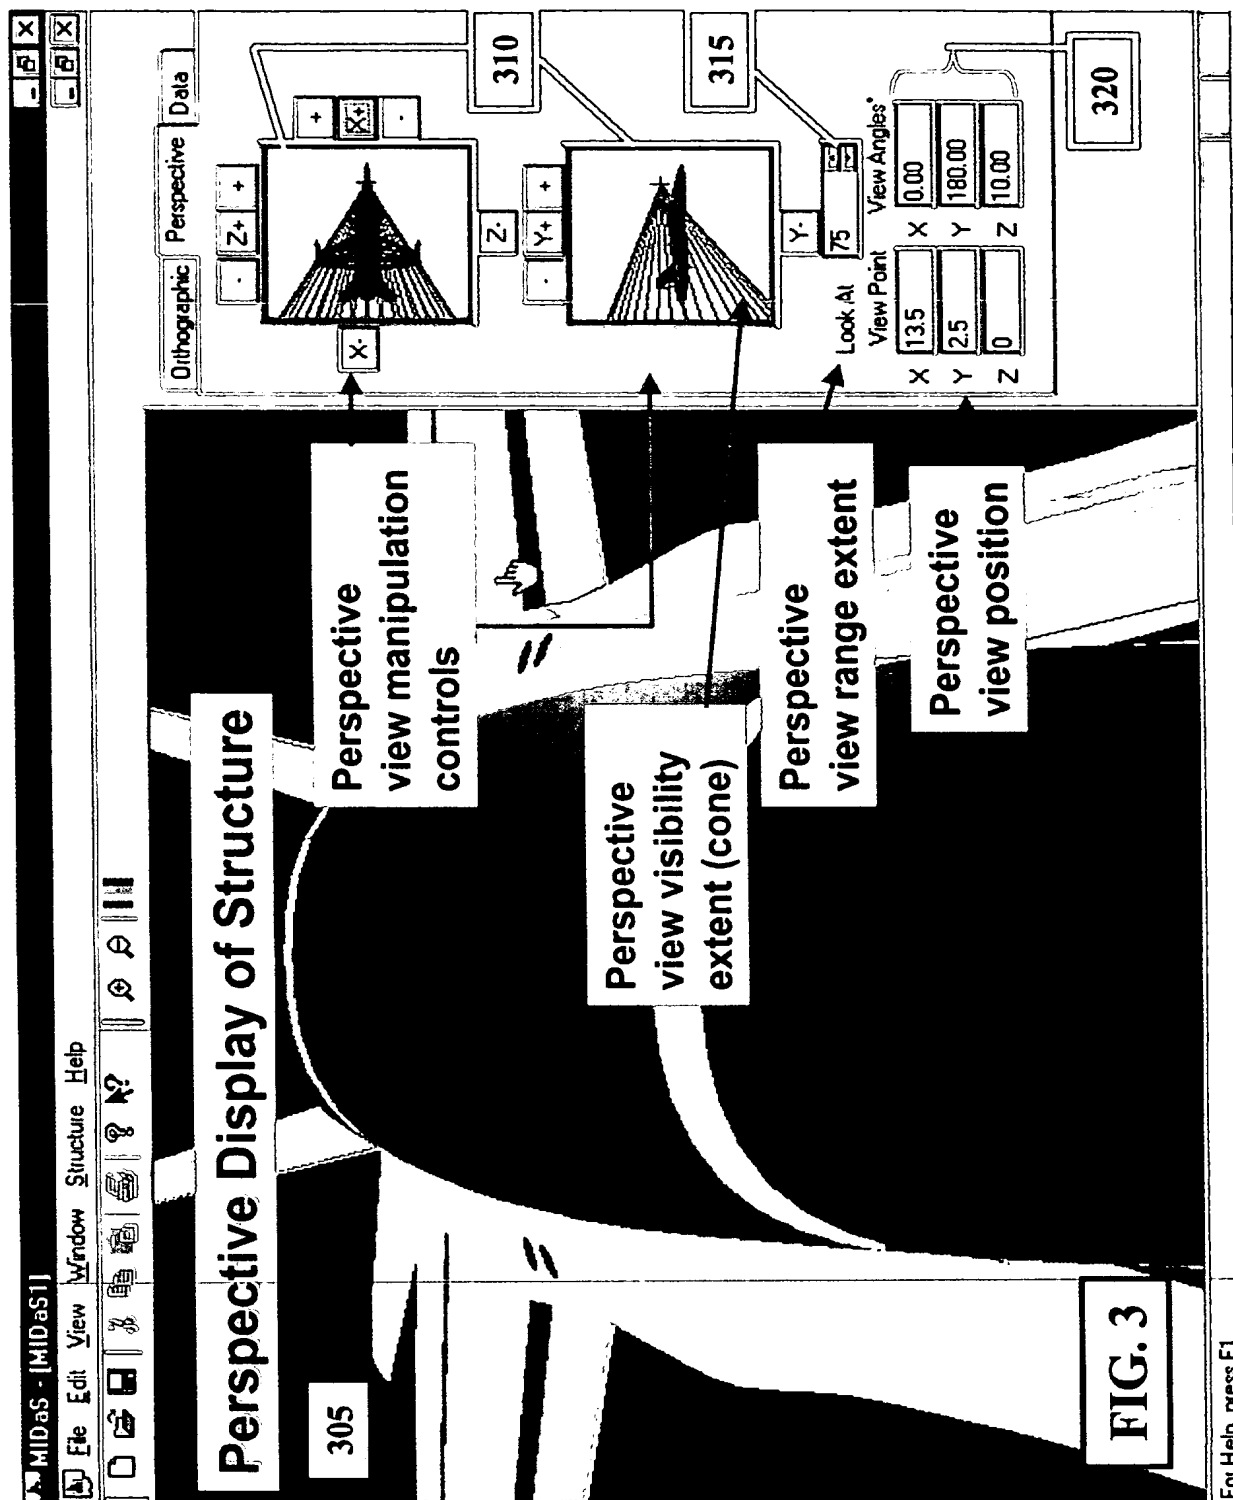 MIDaS - [MIDaS1]
File Edit View Window Structure Help
Perspective Display of Structure
305
Perspective
view manipulation
controls
Perspective
view visibility
extent (cone)
Perspective
view range extent
Perspective
view position
FIG. 3
Orthographic Perspective Data
- Z+ +
X-
+
X+
-
Z-
310
- Y+ +
Y-
315
Look At 75
View Point View Angles°
X 13.5 X 0.00
Y 2.5 Y 180.00
Z 0 Z 10.00
320
For Help, press F1